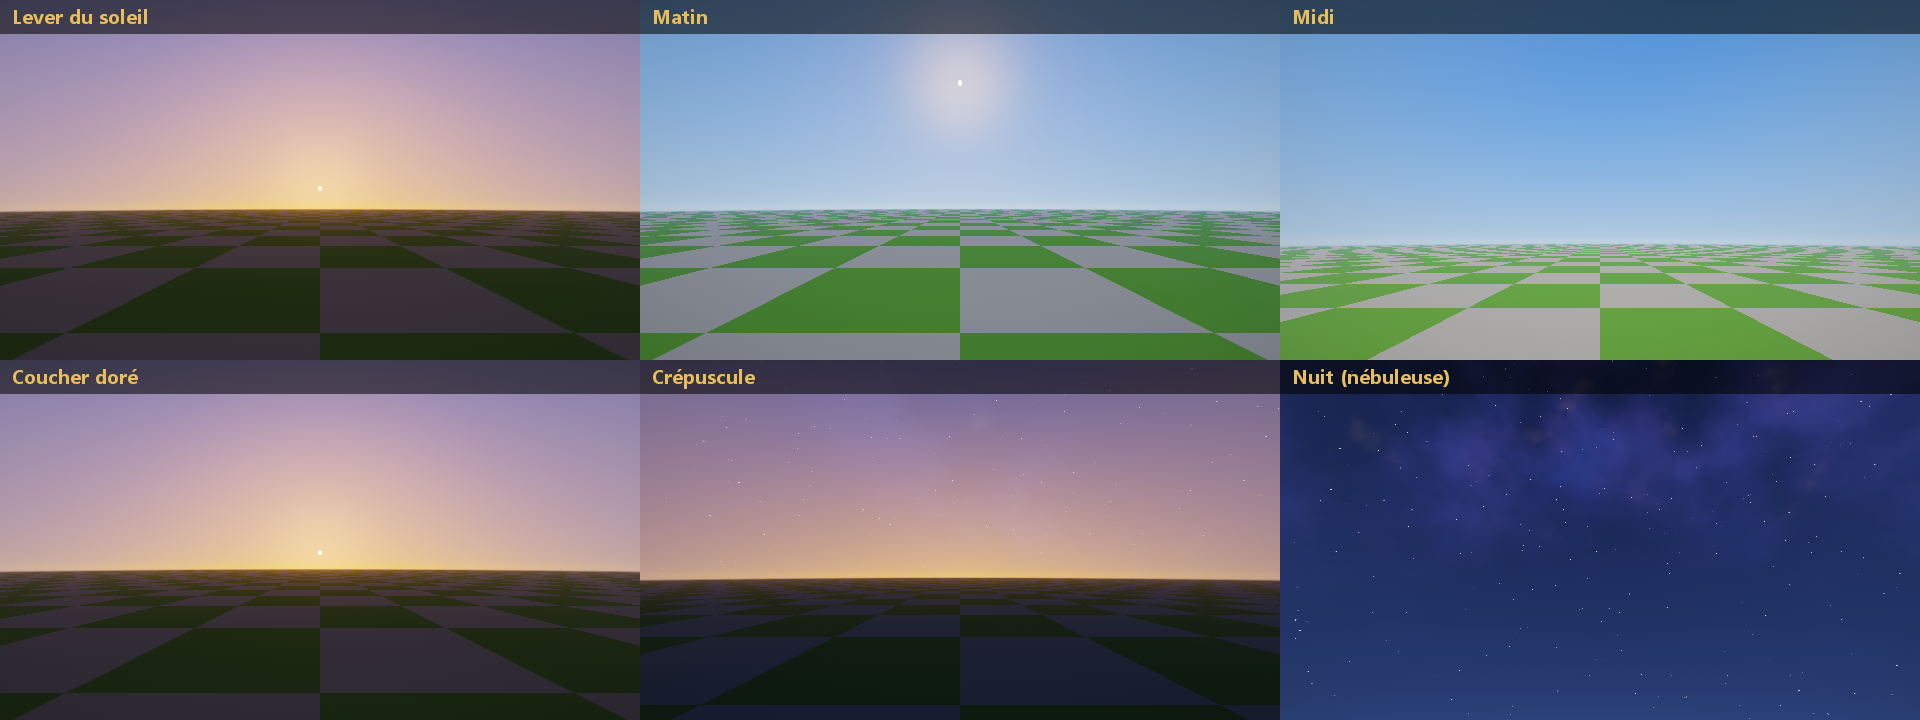 Lever du soleil
Matin
Midi
Coucher doré
Crépuscule
Nuit (nébuleuse)